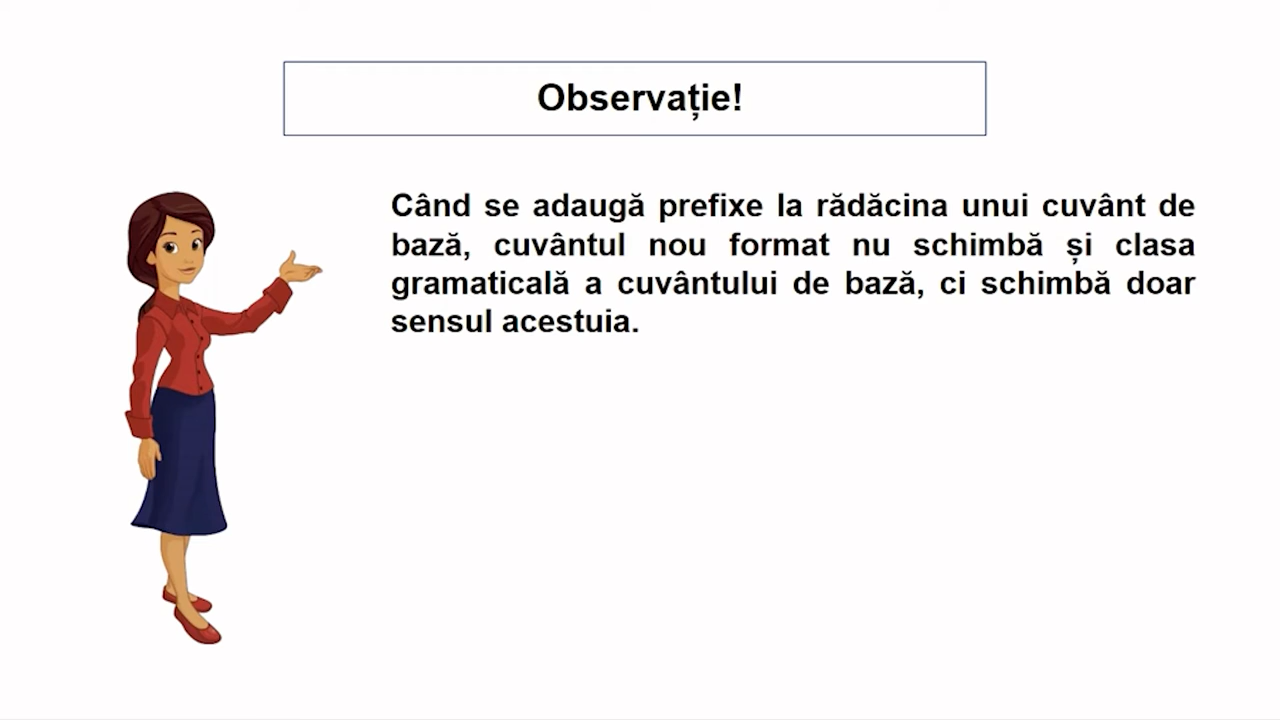 Observație!
Când se adaugă prefixe la rădăcina unui cuvânt de
bază, cuvântul nou format nu schimbă și clasa
gramaticală a cuvântului de bază, ci schimbă doar
sensul acestuia.